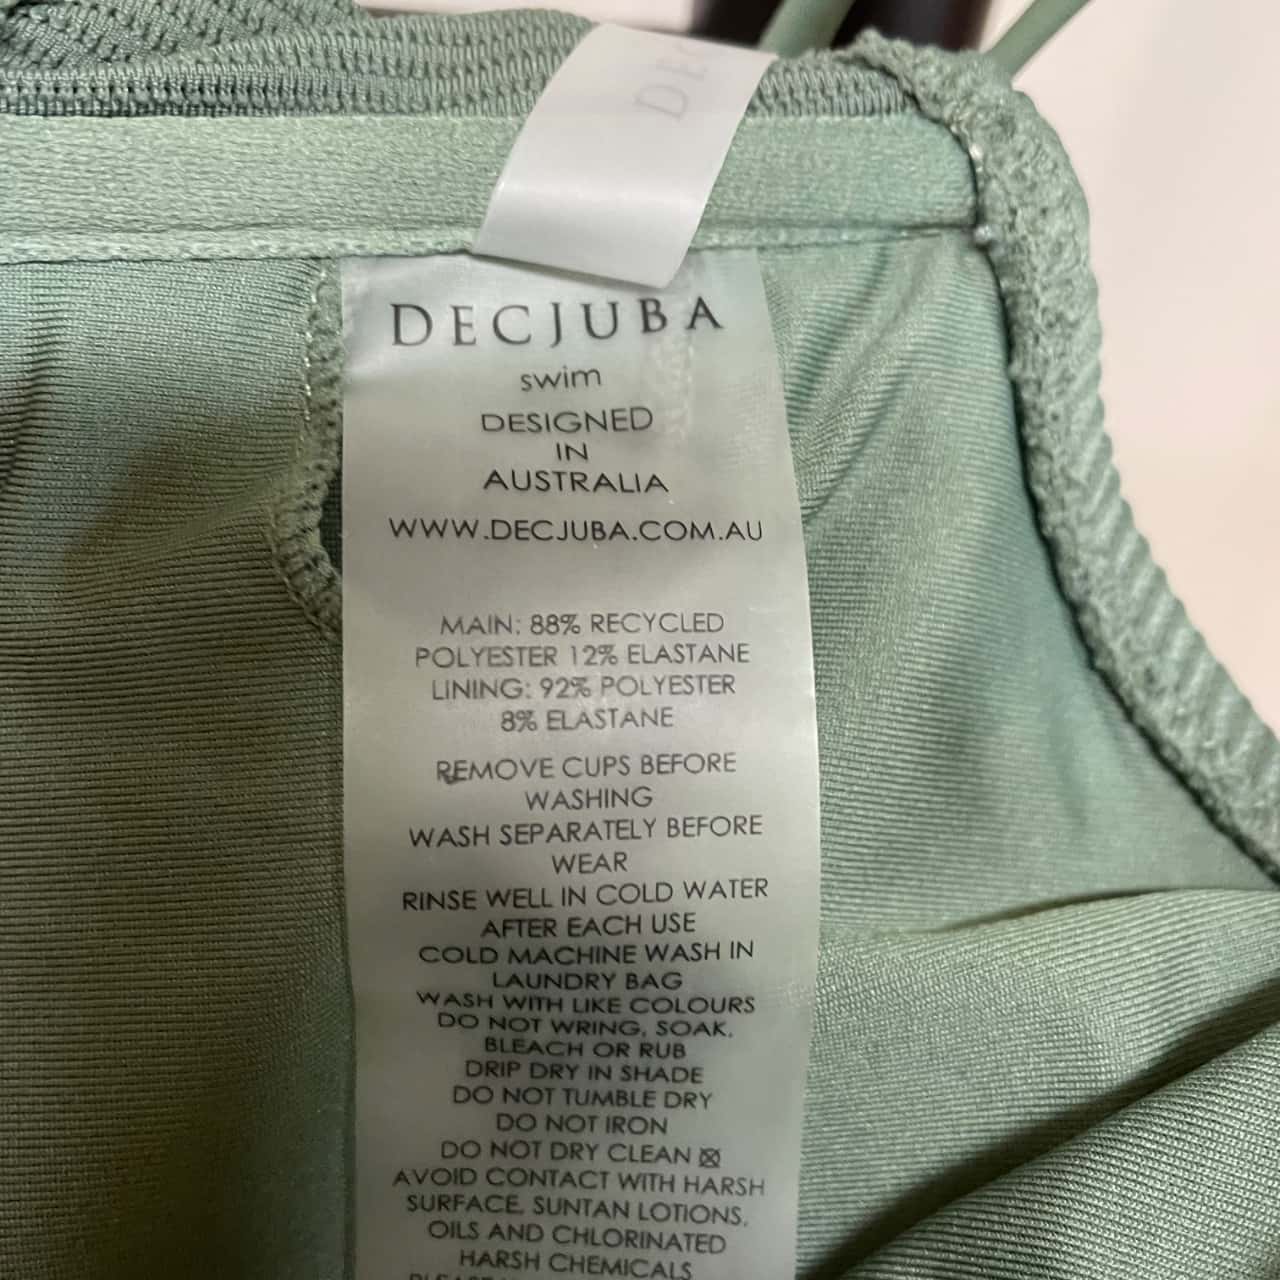 DEC
DECJUBA
swim
DESIGNED
IN
AUSTRALIA
WWW.DECJUBA.COM.AU
MAIN: 88% RECYCLED
POLYESTER 12% ELASTANE
LINING: 92% POLYESTER
8% ELASTANE
REMOVE CUPS BEFORE
WASHING
WASH SEPARATELY BEFORE
WEAR
RINSE WELL IN COLD WATER
AFTER EACH USE
COLD MACHINE WASH IN
LAUNDRY BAG
WASH WITH LIKE COLOURS
DO NOT WRING, SOAK,
BLEACH OR RUB
DRIP DRY IN SHADE
DO NOT TUMBLE DRY
DO NOT IRON
DO NOT DRY CLEAN
AVOID CONTACT WITH HARSH
SURFACE, SUNTAN LOTIONS,
OILS AND CHLORINATED
HARSH CHEMICALS